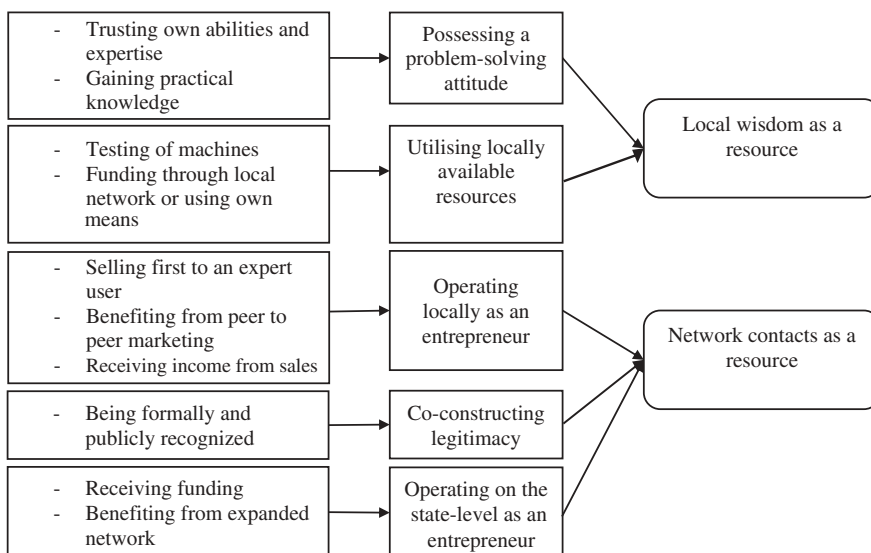 - Trusting own abilities and
expertise
- Gaining practical
knowledge
Possessing a
problem-solving
attitude
- Testing of machines
- Funding through local
network or using own
means
Utilising locally
available
resources
Local wisdom as a
resource
- Selling first to an expert
user
- Benefiting from peer to
peer marketing
- Receiving income from sales
Operating
locally as an
entrepreneur
- Being formally and
publicly recognized
Co-constructing
legitimacy
- Receiving funding
- Benefiting from expanded
network
Operating on the
state-level as an
entrepreneur
Network contacts as a
resource